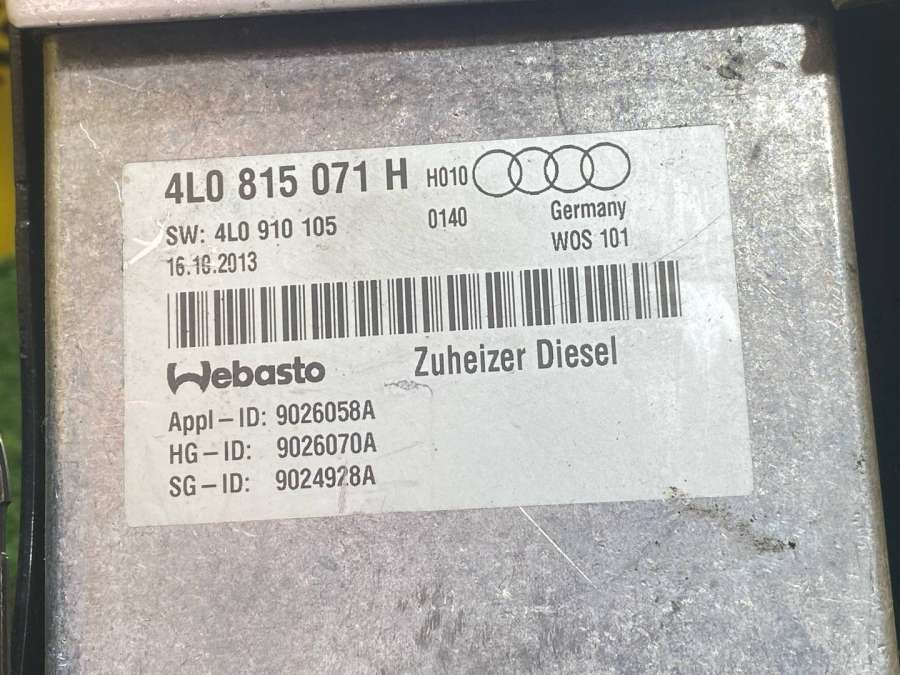 4L0 815 071 H H010
SW: 4L0 910 105 0140 Germany
16.10.2013 WOS 101
Webasto Zuheizer Diesel
Appl-ID: 9026058A
HG-ID: 9026070A
SG-ID: 9024928A